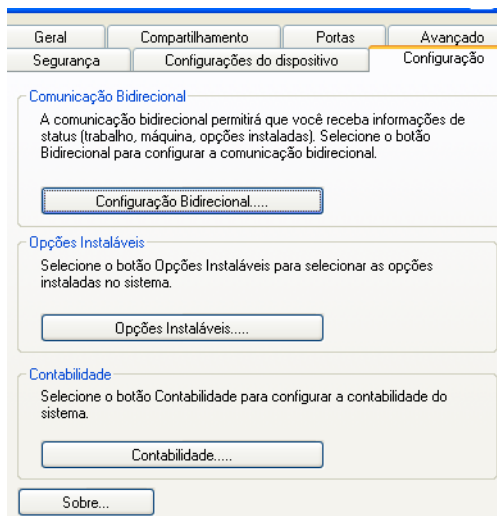 Geral Compartilhamento Portas Avançado
Segurança Configurações do dispositivo Configuração
Comunicação Bidirecional
A comunicação bidirecional permitirá que você receba informações de
status (trabalho, máquina, opções instaladas). Selecione o botão
Bidirecional para configurar a comunicação bidirecional.
Configuração Bidirecional.....
Opções Instaláveis
Selecione o botão Opções Instaláveis para selecionar as opções
instaladas no sistema.
Opções Instaláveis.....
Contabilidade
Selecione o botão Contabilidade para configurar a contabilidade do
sistema.
Contabilidade.....
Sobre...